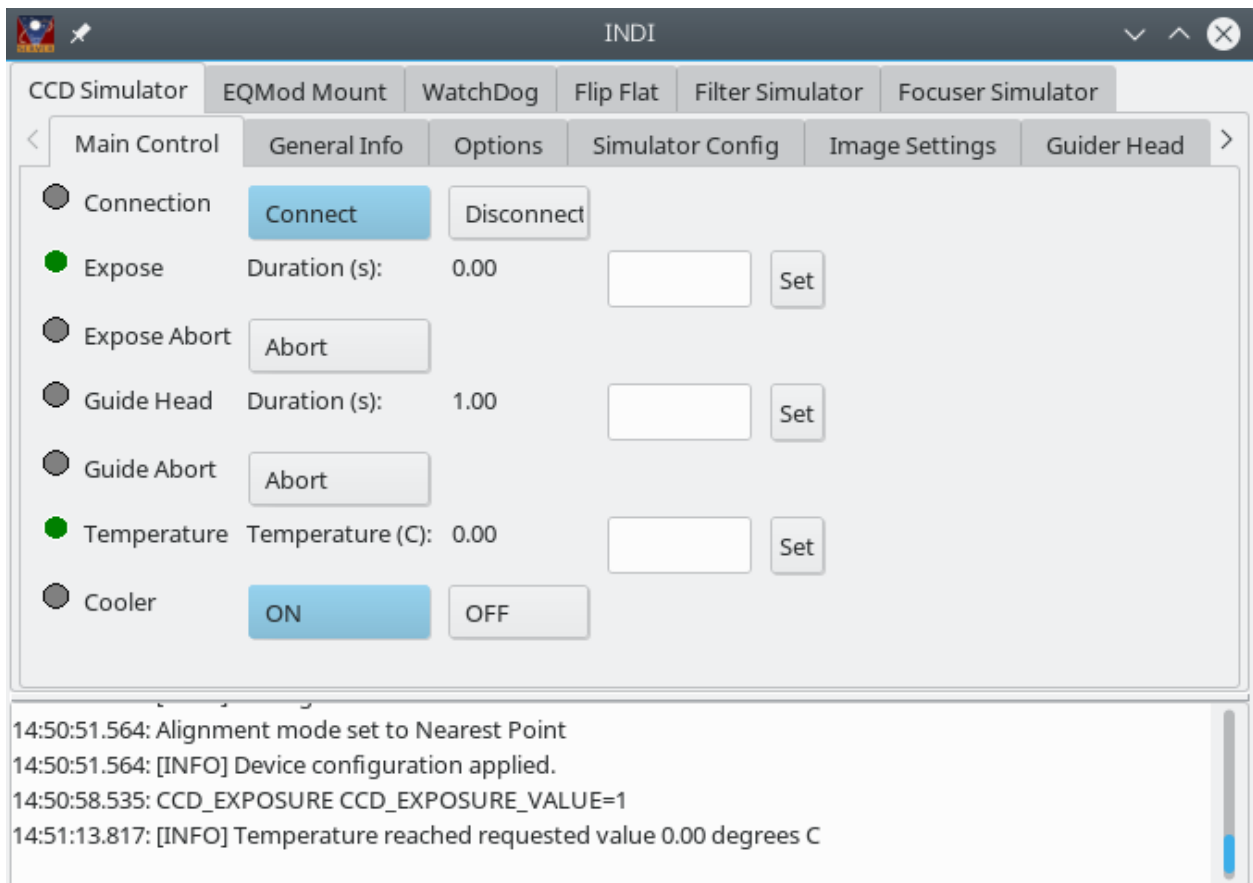 SERVER
INDI
CCD Simulator EQMod Mount WatchDog Flip Flat Filter Simulator Focuser Simulator
Main Control General Info Options Simulator Config Image Settings Guider Head
Connection Connect Disconnect
Expose Duration (s): 0.00 Set
Expose Abort Abort
Guide Head Duration (s): 1.00 Set
Guide Abort Abort
Temperature Temperature (C): 0.00 Set
Cooler ON OFF
14:50:51.564: Alignment mode set to Nearest Point
14:50:51.564: [INFO] Device configuration applied.
14:50:58.535: CCD_EXPOSURE CCD_EXPOSURE_VALUE=1
14:51:13.817: [INFO] Temperature reached requested value 0.00 degrees C